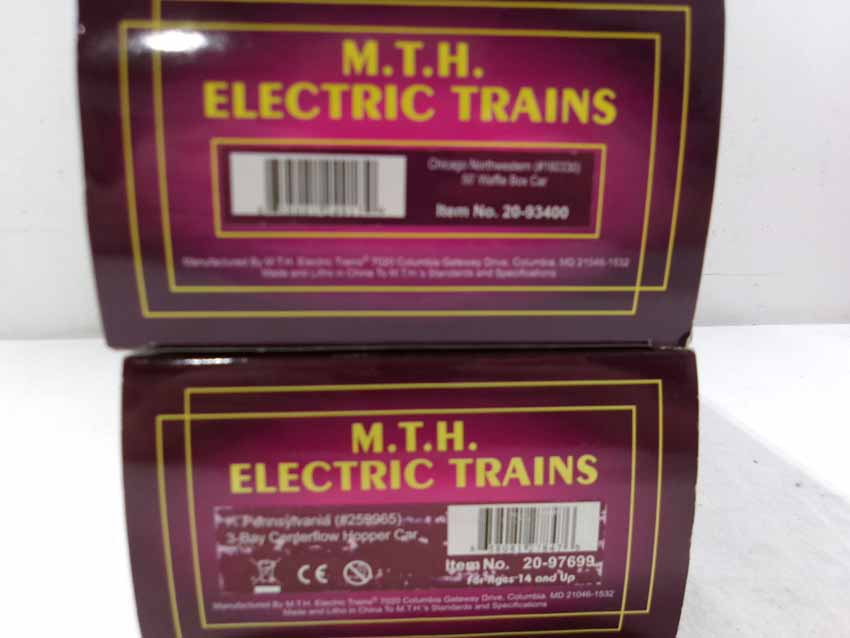 M.T.H.
ELECTRIC TRAINS
Chicago Northwestern
50' Waffle Box Car
Item No. 20-93400
Manufactured By M.T.H. Electric Trains® 7020 Columbia Gateway Drive, Columbia, MD 21046-1532
Made and Litho in China To M.T.H.'s Standards and Specifications
M.T.H.
ELECTRIC TRAINS
Pennsylvania (#259965)
3-Bay Centerflow Hopper Car
CE
Item No. 20-97699
For Ages 14 and Up
Manufactured By M.T.H. Electric Trains® 7020 Columbia Gateway Drive, Columbia, MD 21046-1532
Made and Litho in China To M.T.H.'s Standards and Specifications